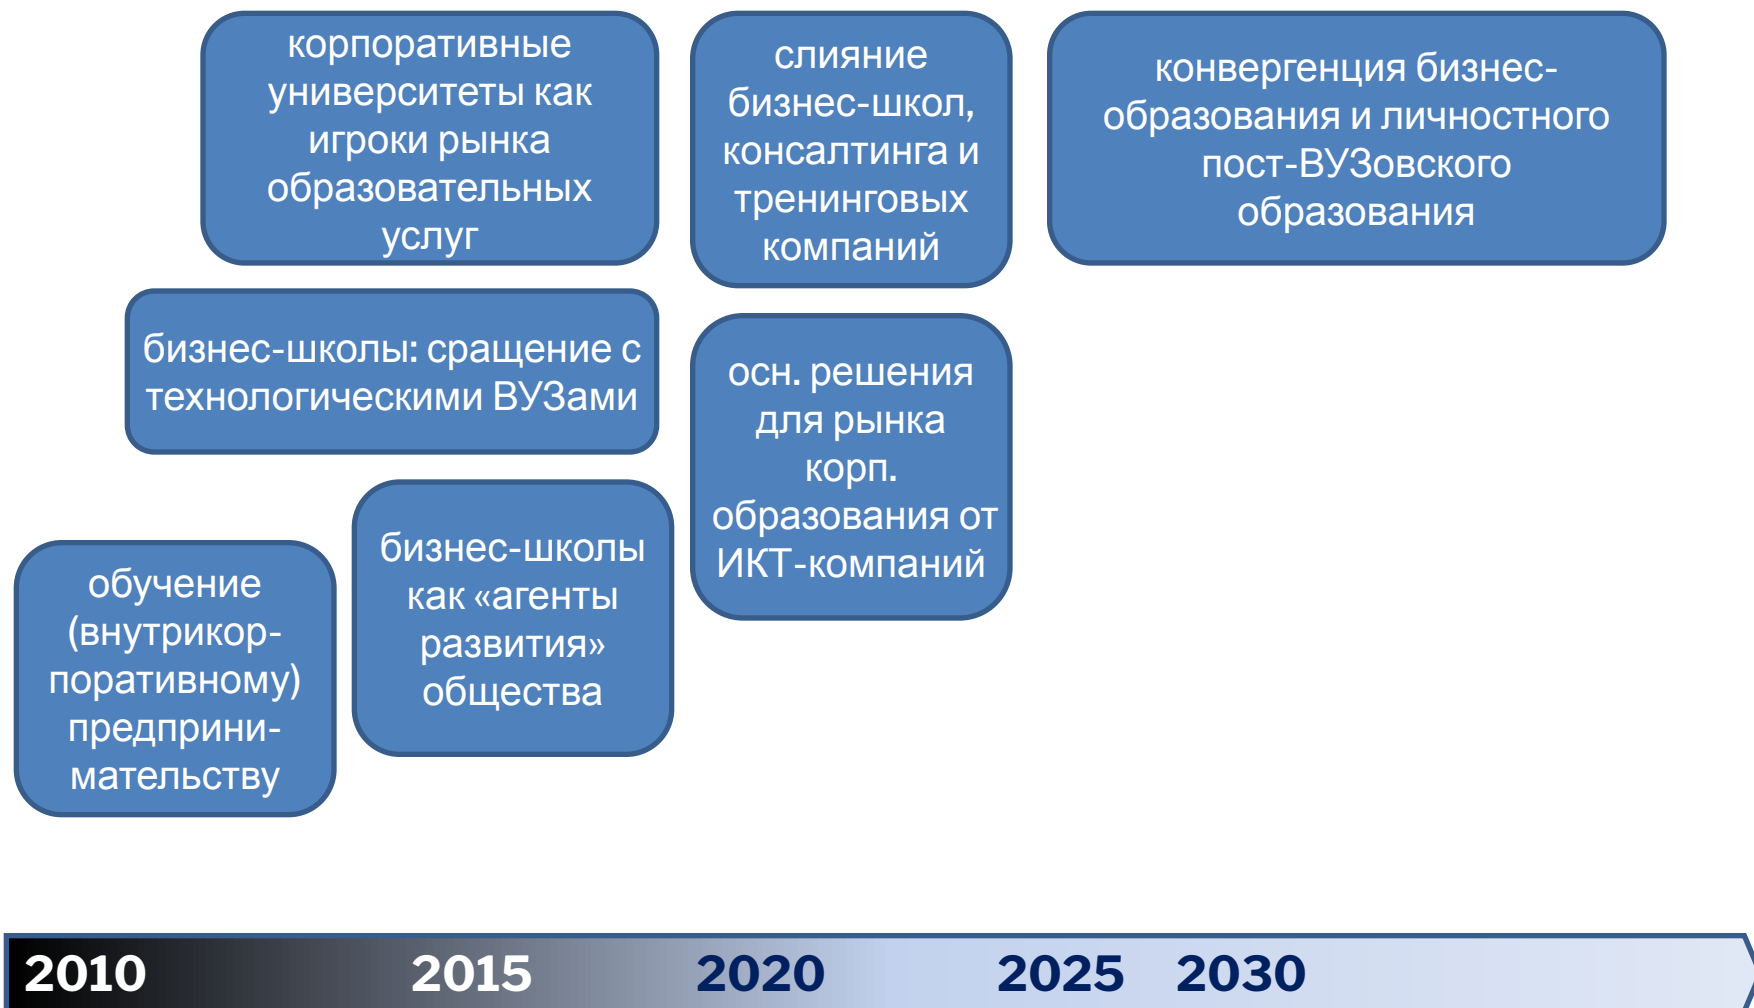 корпоративные
университеты как
игроки рынка
образовательных
услуг
слияние
бизнес-школ,
консалтинга и
тренинговых
компаний
конвергенция бизнес-
образования и личностного
пост-ВУЗовского
образования
бизнес-школы: сращение с
технологическими ВУЗами
осн. решения
для рынка
корп.
образования от
ИКТ-компаний
бизнес-школы
как «агенты
развития»
общества
обучение
(внутрикор-
поративному)
предприни-
мательству
2010 2015 2020 2025 2030